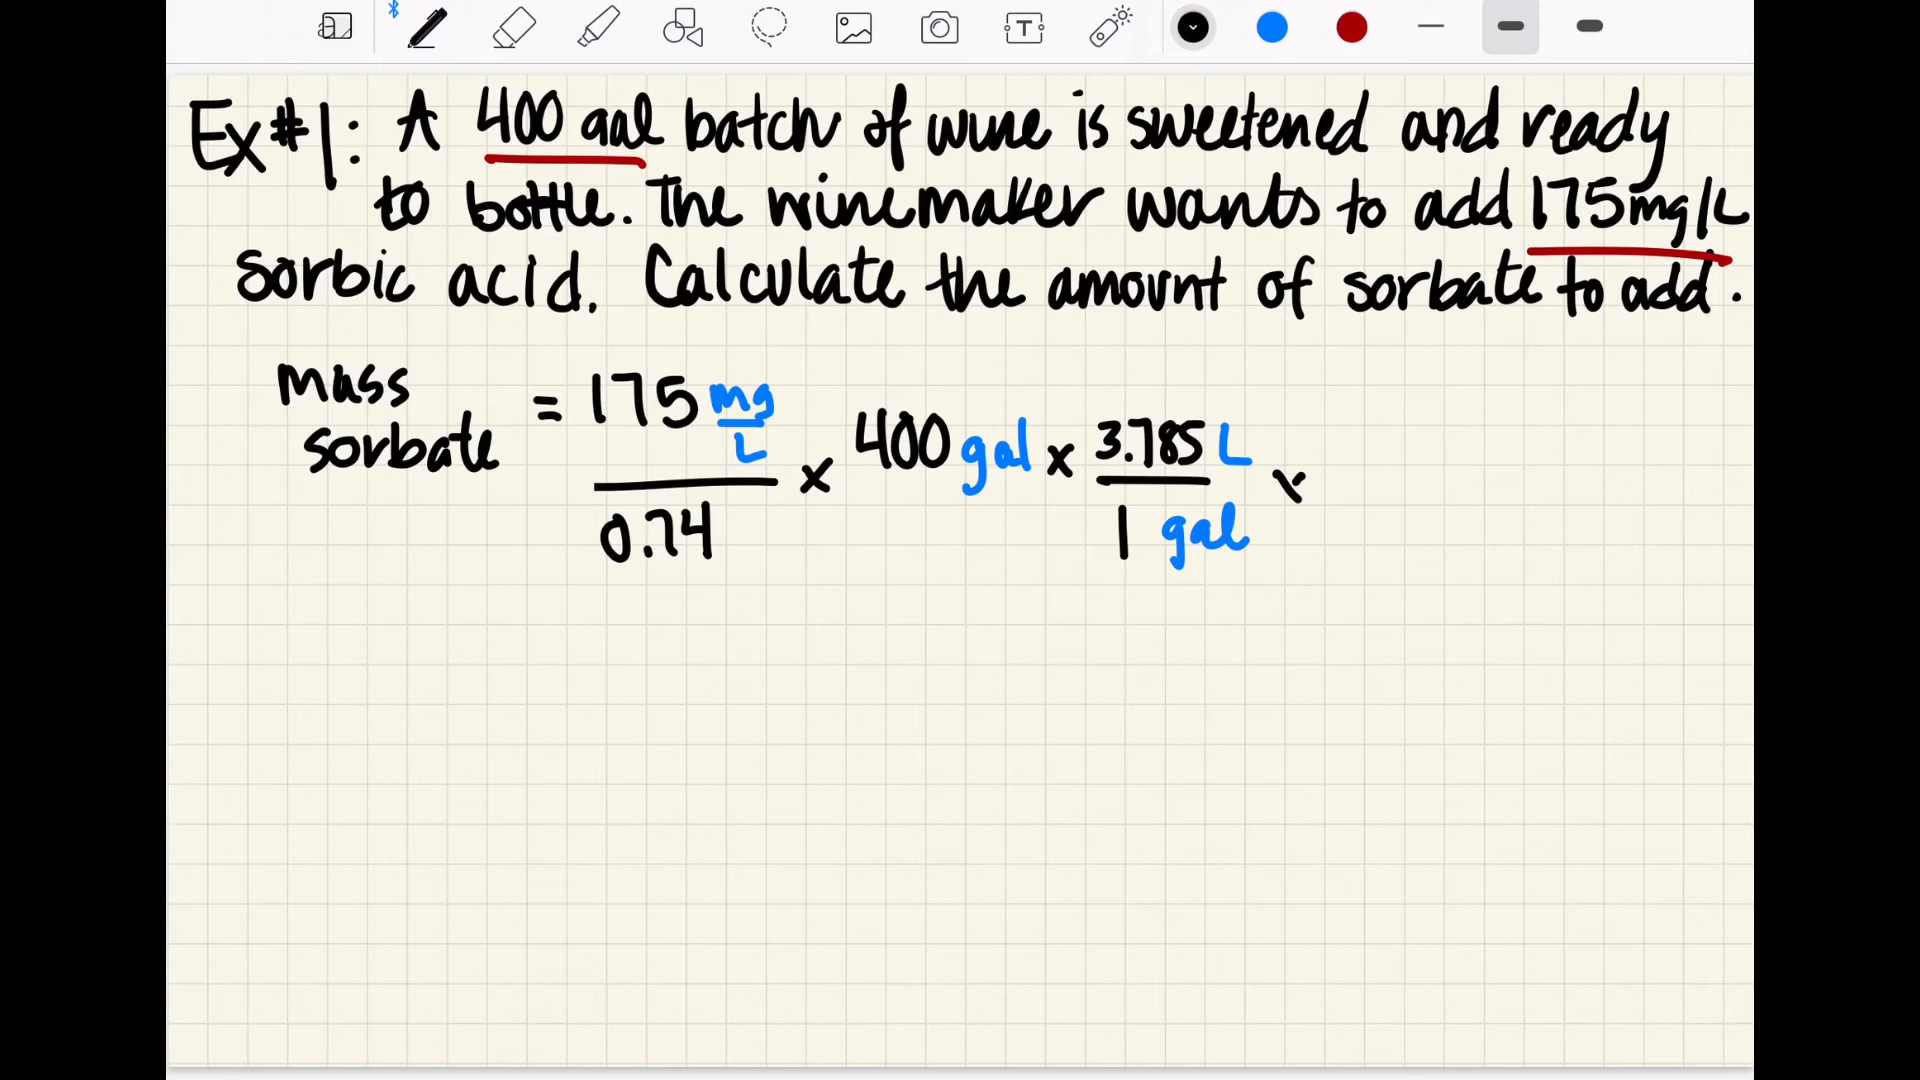 Ex#1: A 400 gal batch of wine is sweetened and ready
to bottle. The winemaker wants to add 175mg/L
sorbic acid. Calculate the amount of sorbate to add.
mass
sorbate
= 175 mg/L
0.74
x 400 gal x
3.785 L
1 gal
x